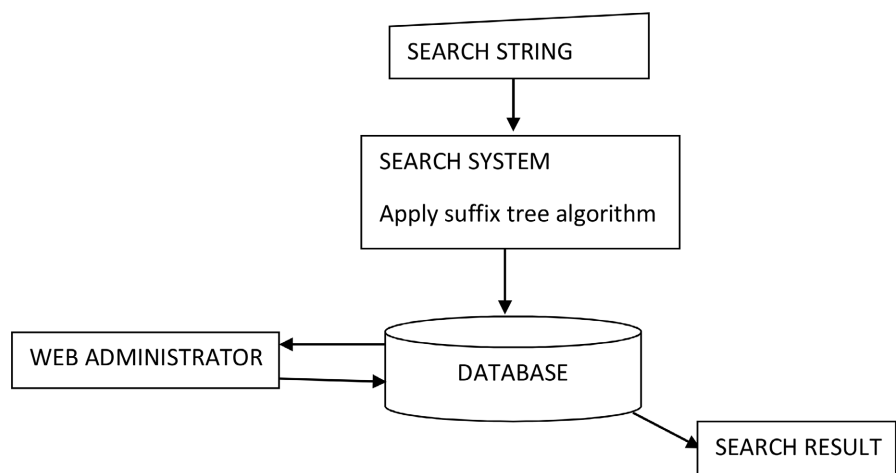 SEARCH STRING
SEARCH SYSTEM
Apply suffix tree algorithm
WEB ADMINISTRATOR
DATABASE
SEARCH RESULT